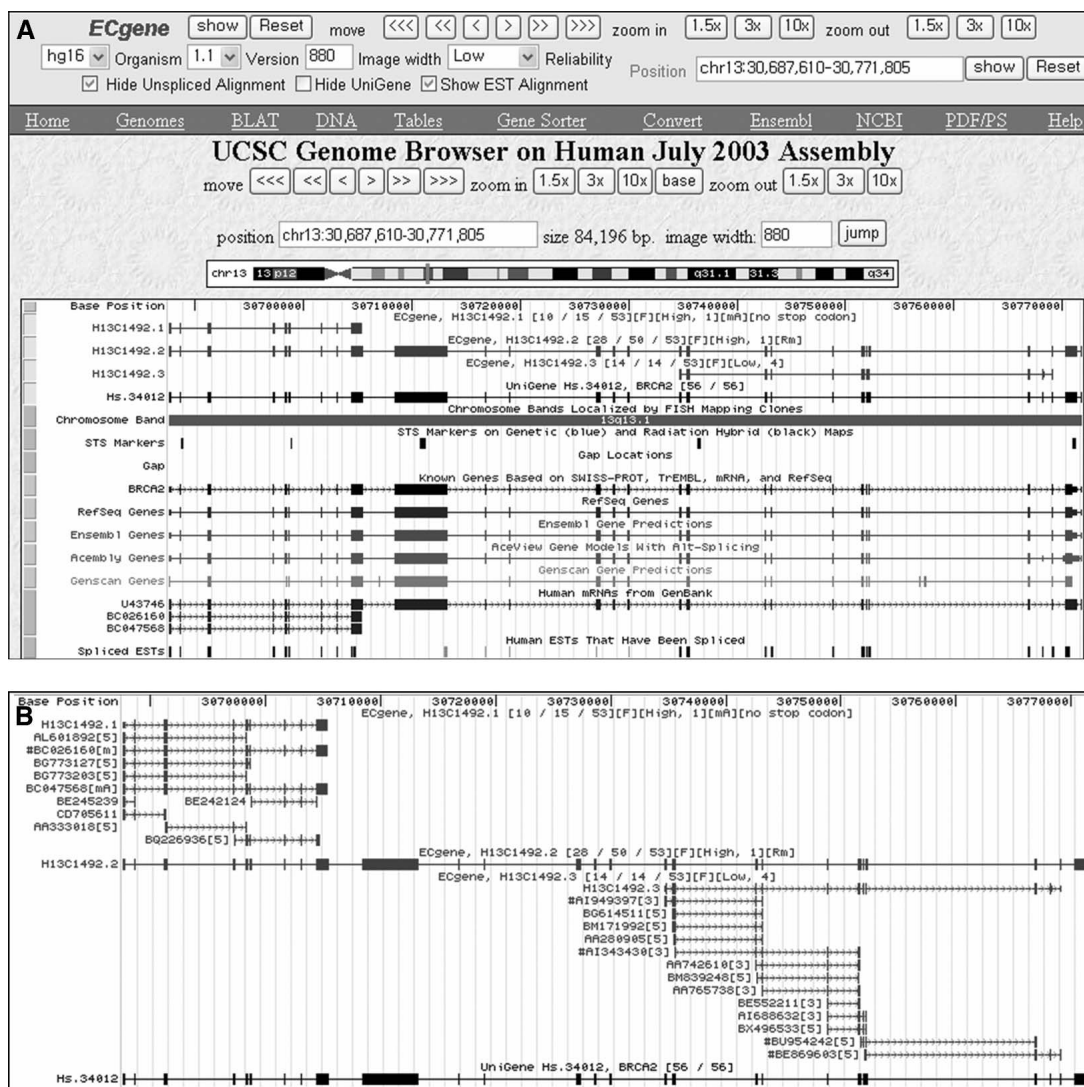 A
ECgene show Reset move <<< << < > >> >>> zoom in 1.5x 3x 10x zoom out 1.5x 3x 10x
hg16 Organism 1.1 Version 880 Image width Low Reliability Position chr13:30,687,610-30,771,805 show Reset
Hide Unspliced Alignment Hide UniGene Show EST Alignment
Home Genomes BLAT DNA Tables Gene Sorter Convert Ensembl NCBI PDF/PS Help
UCSC Genome Browser on Human July 2003 Assembly
move <<< << < > >> >>> zoom in 1.5x 3x 10x base zoom out 1.5x 3x 10x
position chr13:30,687,610-30,771,805 size 84,196 bp. image width: 880 jump
chr13 13 p12 q31.1 31.3 q34
Base Position 30700000 30710000 30720000 30730000 30740000 30750000 30760000 30770000
ECgene, H13C1492.1 [10 / 15 / 53][F][High, 1][mA][no stop codon]
H13C1492.1
ECgene, H13C1492.2 [28 / 50 / 53][F][High, 1][Rm]
H13C1492.2
ECgene, H13C1492.3 [14 / 14 / 53][F][Low, 4]
H13C1492.3
UniGene Hs.34012, BRCA2 [56 / 56]
Hs.34012
Chromosome Bands Localized by FISH Mapping Clones
Chromosome Band 13q13.1
STS Markers on Genetic (blue) and Radiation Hybrid (black) Maps
STS Markers
Gap Locations
Gap
Known Genes Based on SWISS-PROT, TrEMBL, mRNA, and RefSeq
BRCA2
RefSeq Genes
RefSeq Genes
Ensembl Gene Predictions
Ensembl Genes
AceView Gene Models With Alt-Splicing
Acembly Genes
Genscan Gene Predictions
Genscan Genes
Human mRNAs from GenBank
U43746
BC026160
BC047568
Human ESTs That Have Been Spliced
Spliced ESTs
B
Base Position 30700000 30710000 30720000 30730000 30740000 30750000 30760000 30770000
ECgene, H13C1492.1 [10 / 15 / 53][F][High, 1][mA][no stop codon]
H13C1492.1
AL601892[5]
#BC026160[m]
BG773127[5]
BG773203[5]
BC047568[mA]
BE245239 BE242124
CD705611
AA333018[5]
BQ226936[5]
ECgene, H13C1492.2 [28 / 50 / 53][F][High, 1][Rm]
H13C1492.2
ECgene, H13C1492.3 [14 / 14 / 53][F][Low, 4]
H13C1492.3
#AI949397[3]
BG614511[5]
BM171992[5]
AA280905[5]
#AI343430[3]
AA742610[3]
BM839248[5]
AA765738[3]
BE552211[3]
AI688632[3]
BX496533[5]
#BU954242[5]
#BE869603[5]
UniGene Hs.34012, BRCA2 [56 / 56]
Hs.34012